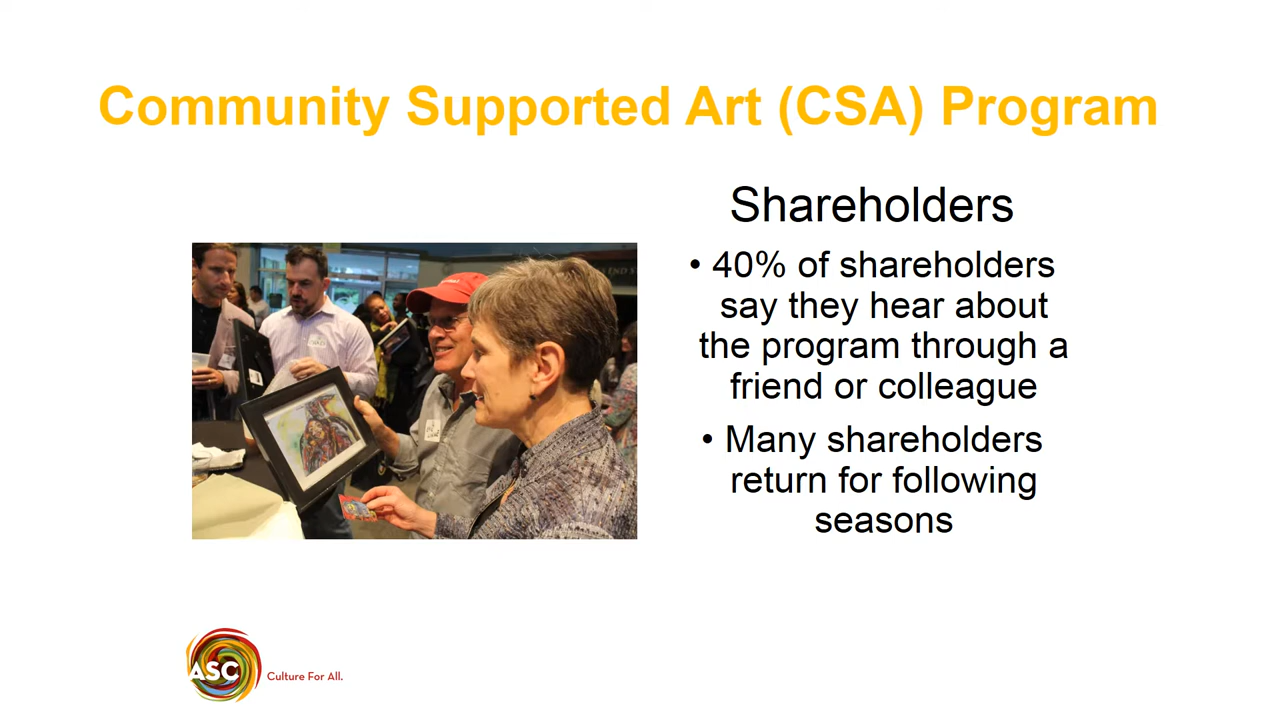 Community Supported Art (CSA) Program
Shareholders
• 40% of shareholders
say they hear about
the program through a
friend or colleague
• Many shareholders
return for following
seasons
ASC
Culture For All.